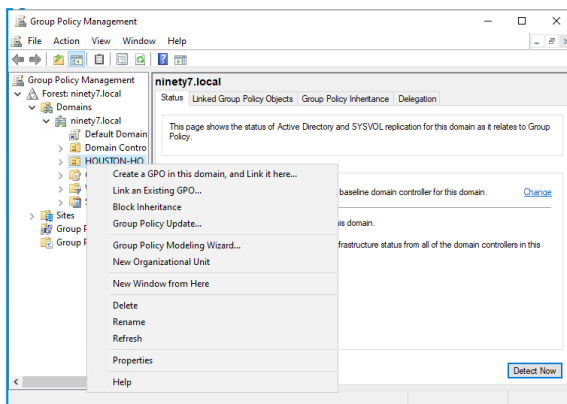 Group Policy Management
File Action View Window Help
Group Policy Management
Forest: ninety7.local
Domains
ninety7.local
Default Domain
Domain Contro
HOUSTON-HQ
Sites
Group P
Group P
ninety7.local
Status Linked Group Policy Objects Group Policy Inheritance Delegation
This page shows the status of Active Directory and SYSVOL replication for this domain as it relates to Group
Policy.
baseline domain controller for this domain. Change
is domain.
frastructure status from all of the domain controllers in this
Create a GPO in this domain, and Link it here...
Link an Existing GPO...
Block Inheritance
Group Policy Update...
Group Policy Modeling Wizard...
New Organizational Unit
New Window from Here
Delete
Rename
Refresh
Properties
Help
Detect Now